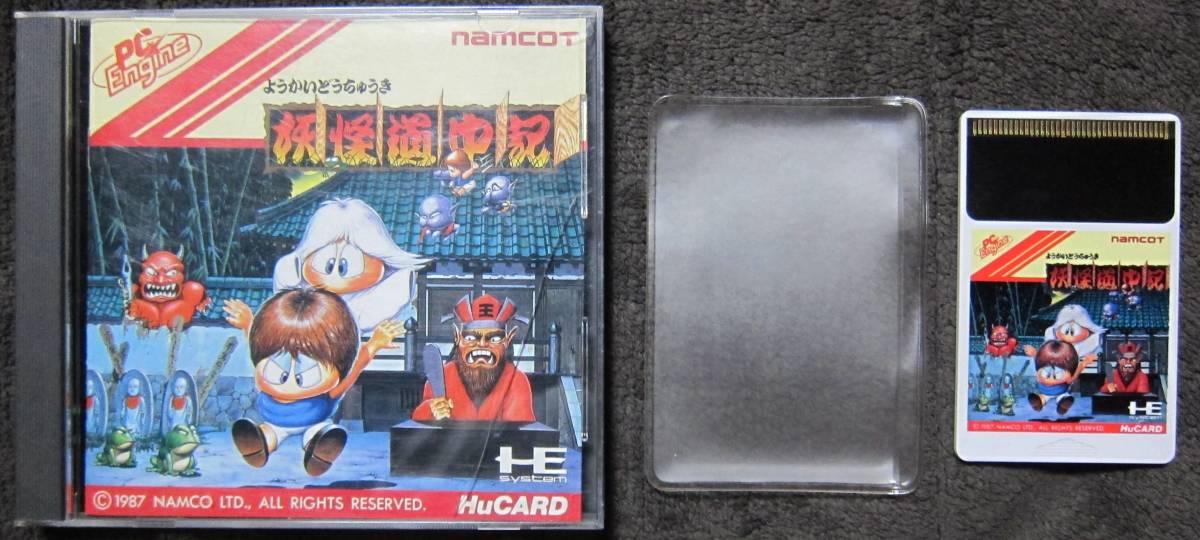 PC Engine
namcoT
ようかいどうちゅうき
妖怪道中記
王
HE
system
© 1987 NAMCO LTD., ALL RIGHTS RESERVED.
HuCARD
PC Engine
namcoT
ようかいどうちゅうき
妖怪道中記
HE
system
© 1987 NAMCO LTD., ALL RIGHTS RESERVED.
HuCARD